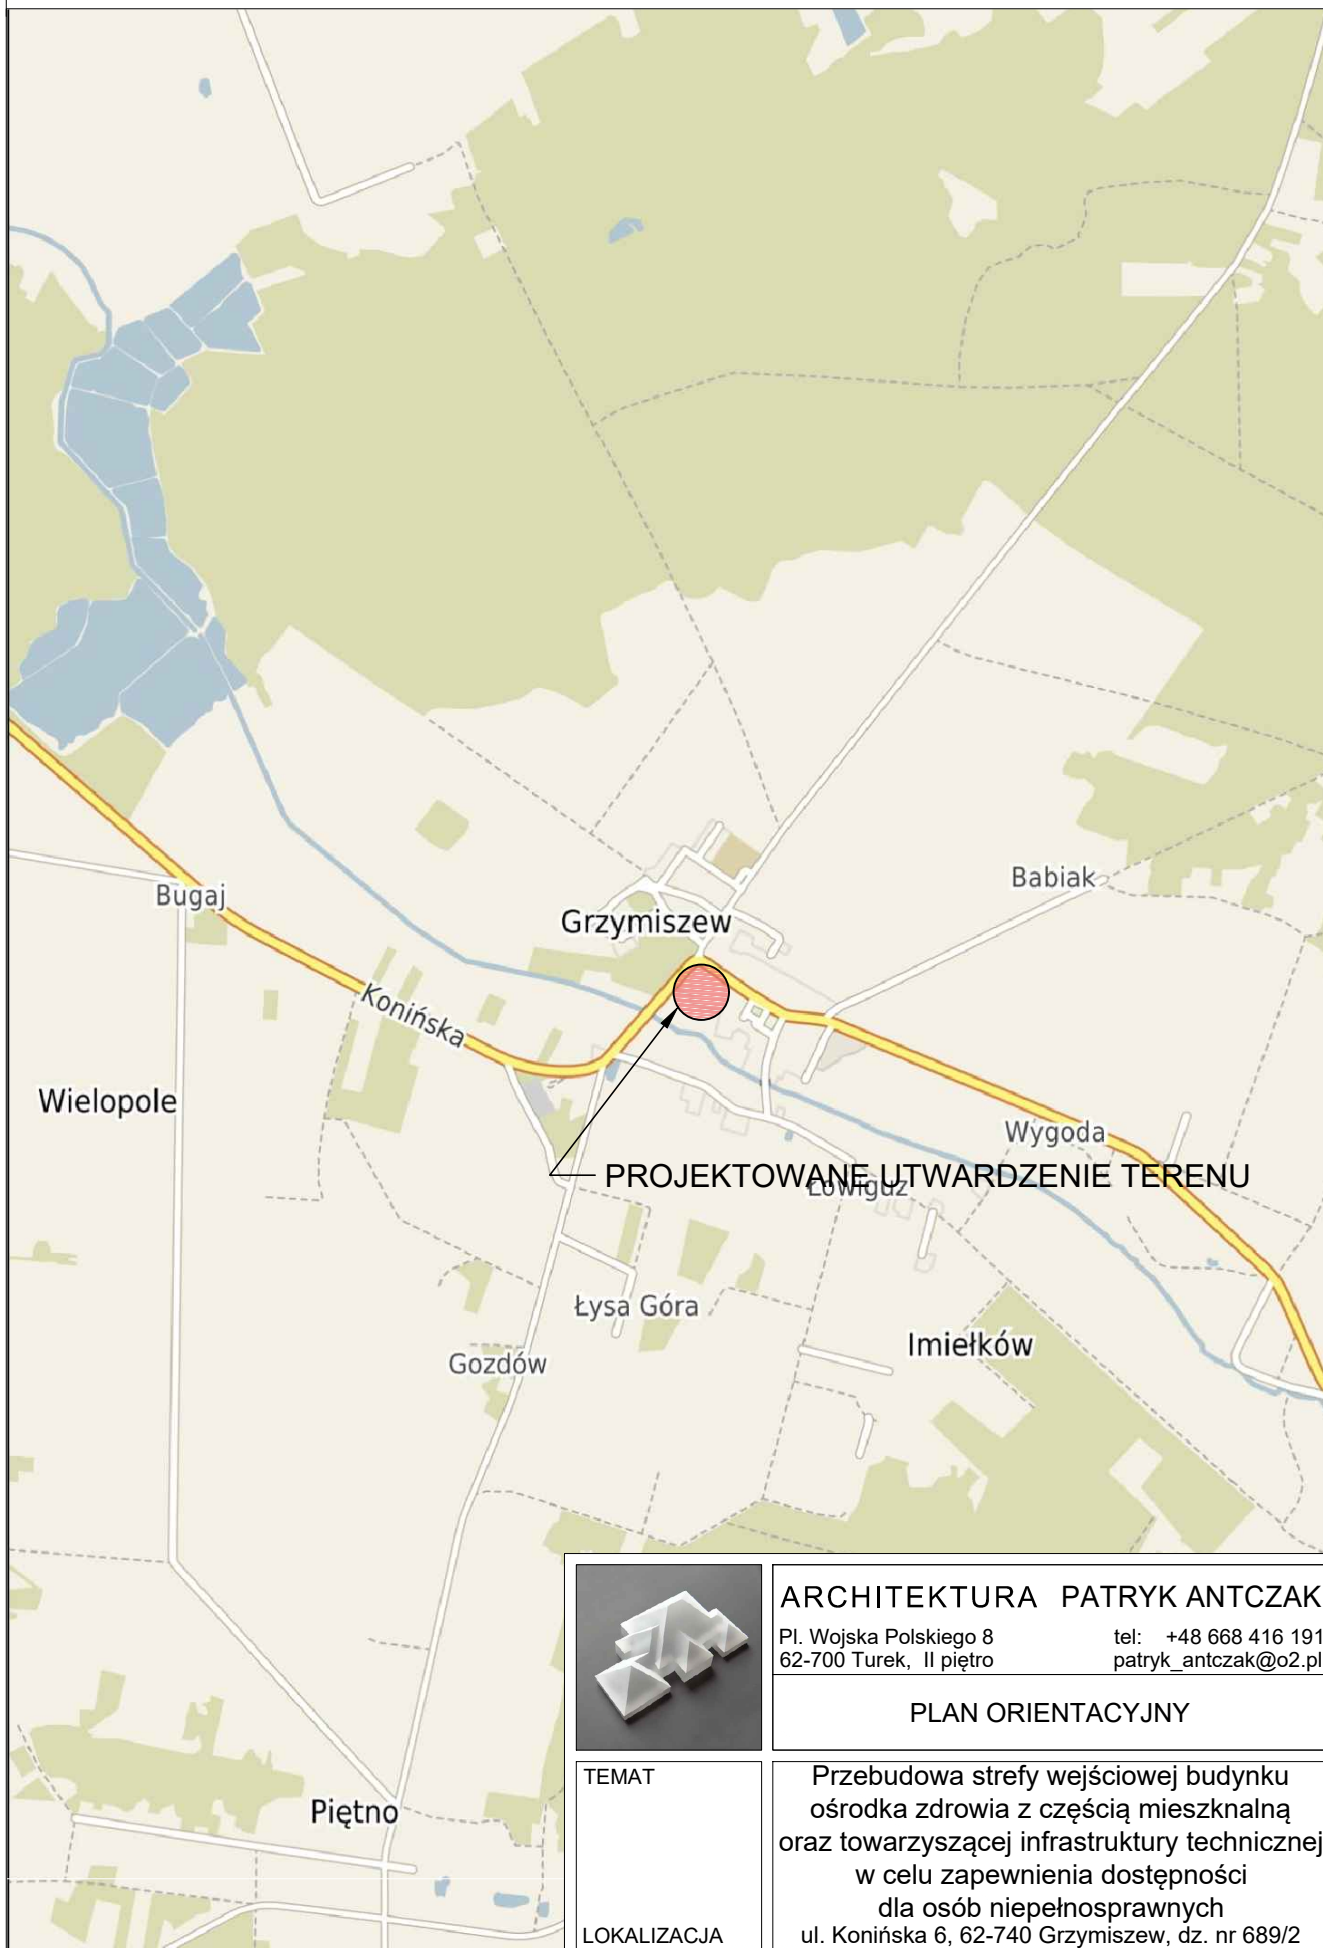 Bugaj
Babiak
Grzymiszew
Konińska
Wielopole
Wygoda
PROJEKTOWANE UTWARDZENIE TERENU
Łowiguz
Łysa Góra
Imiełków
Gozdów
Piętno
ARCHITEKTURA PATRYK ANTCZAK
Pl. Wojska Polskiego 8 tel: +48 668 416 191
62-700 Turek, II piętro patryk_antczak@o2.pl
PLAN ORIENTACYJNY
TEMAT
Przebudowa strefy wejściowej budynku
ośrodka zdrowia z częścią mieszknalną
oraz towarzyszącej infrastruktury technicznej
w celu zapewnienia dostępności
dla osób niepełnosprawnych
LOKALIZACJA
ul. Konińska 6, 62-740 Grzymiszew, dz. nr 689/2